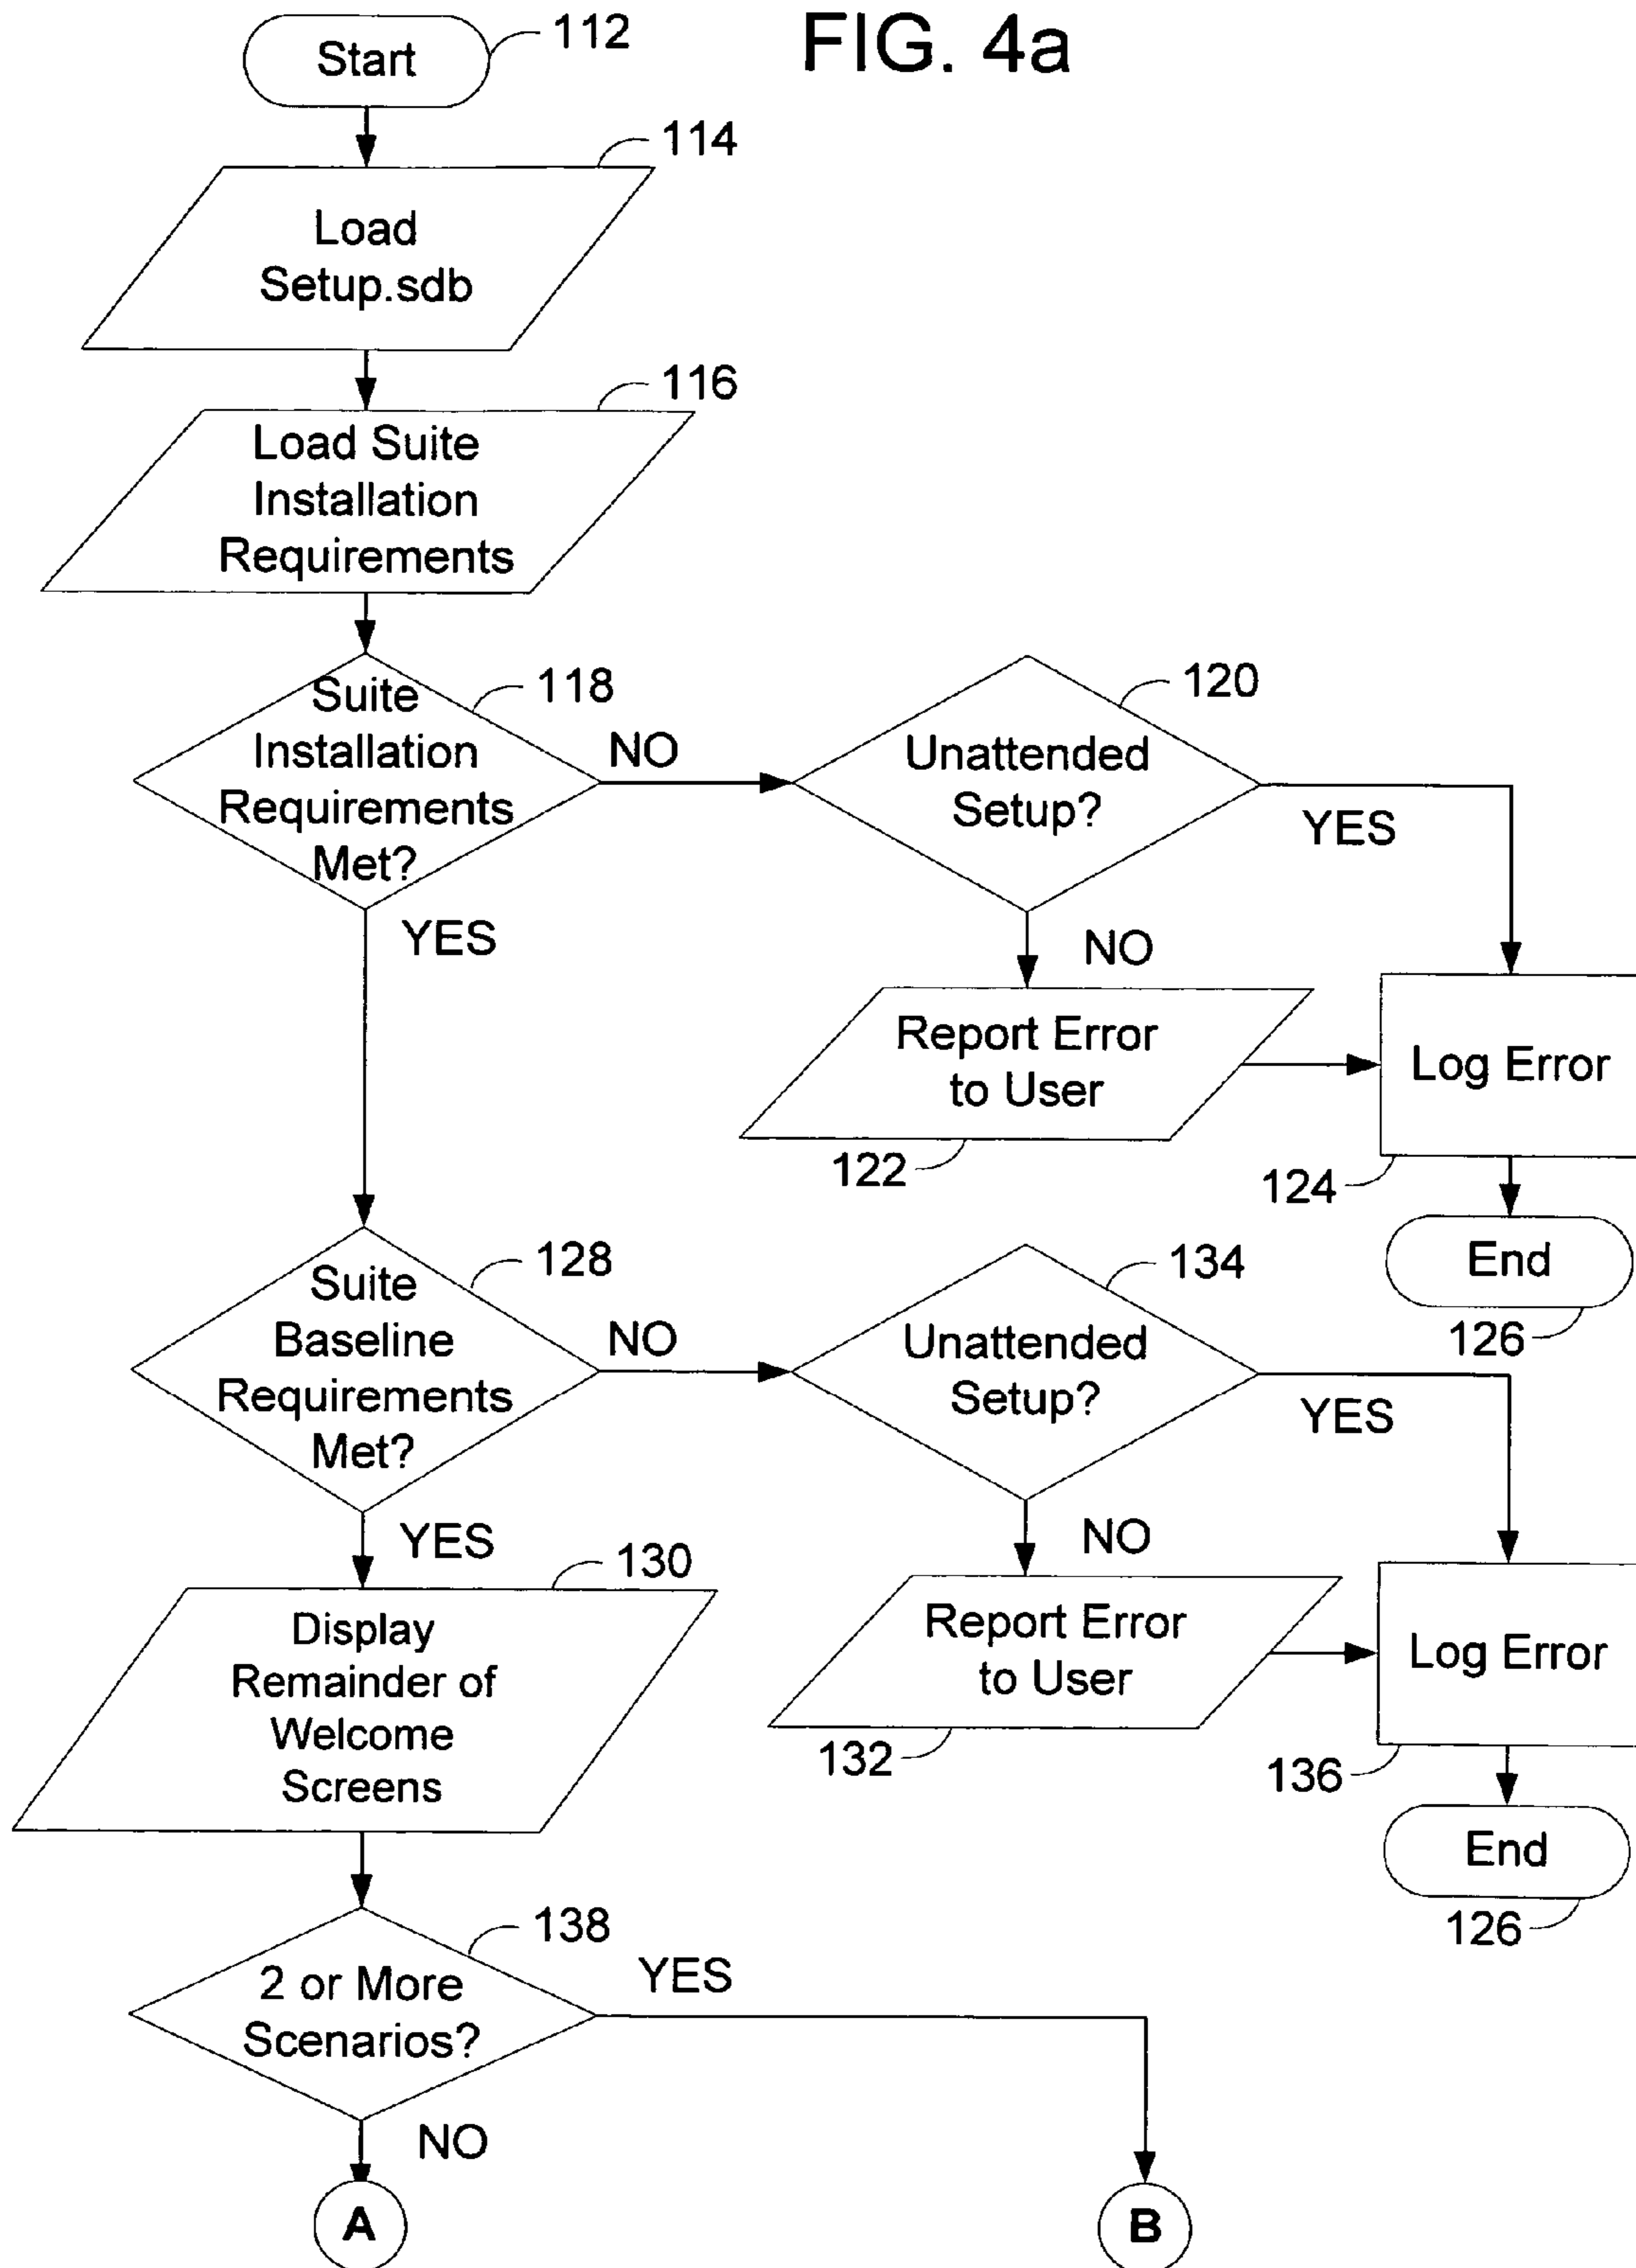 FIG. 4a
Start
112
114
Load
Setup.sdb
116
Load Suite
Installation
Requirements
118
Suite
Installation
Requirements
Met?
NO
YES
120
Unattended
Setup?
YES
NO
Report Error
to User
122
Log Error
124
End
126
128
Suite
Baseline
Requirements
Met?
NO
YES
134
Unattended
Setup?
YES
NO
Report Error
to User
132
Log Error
136
End
126
130
Display
Remainder of
Welcome
Screens
138
2 or More
Scenarios?
YES
NO
A
B